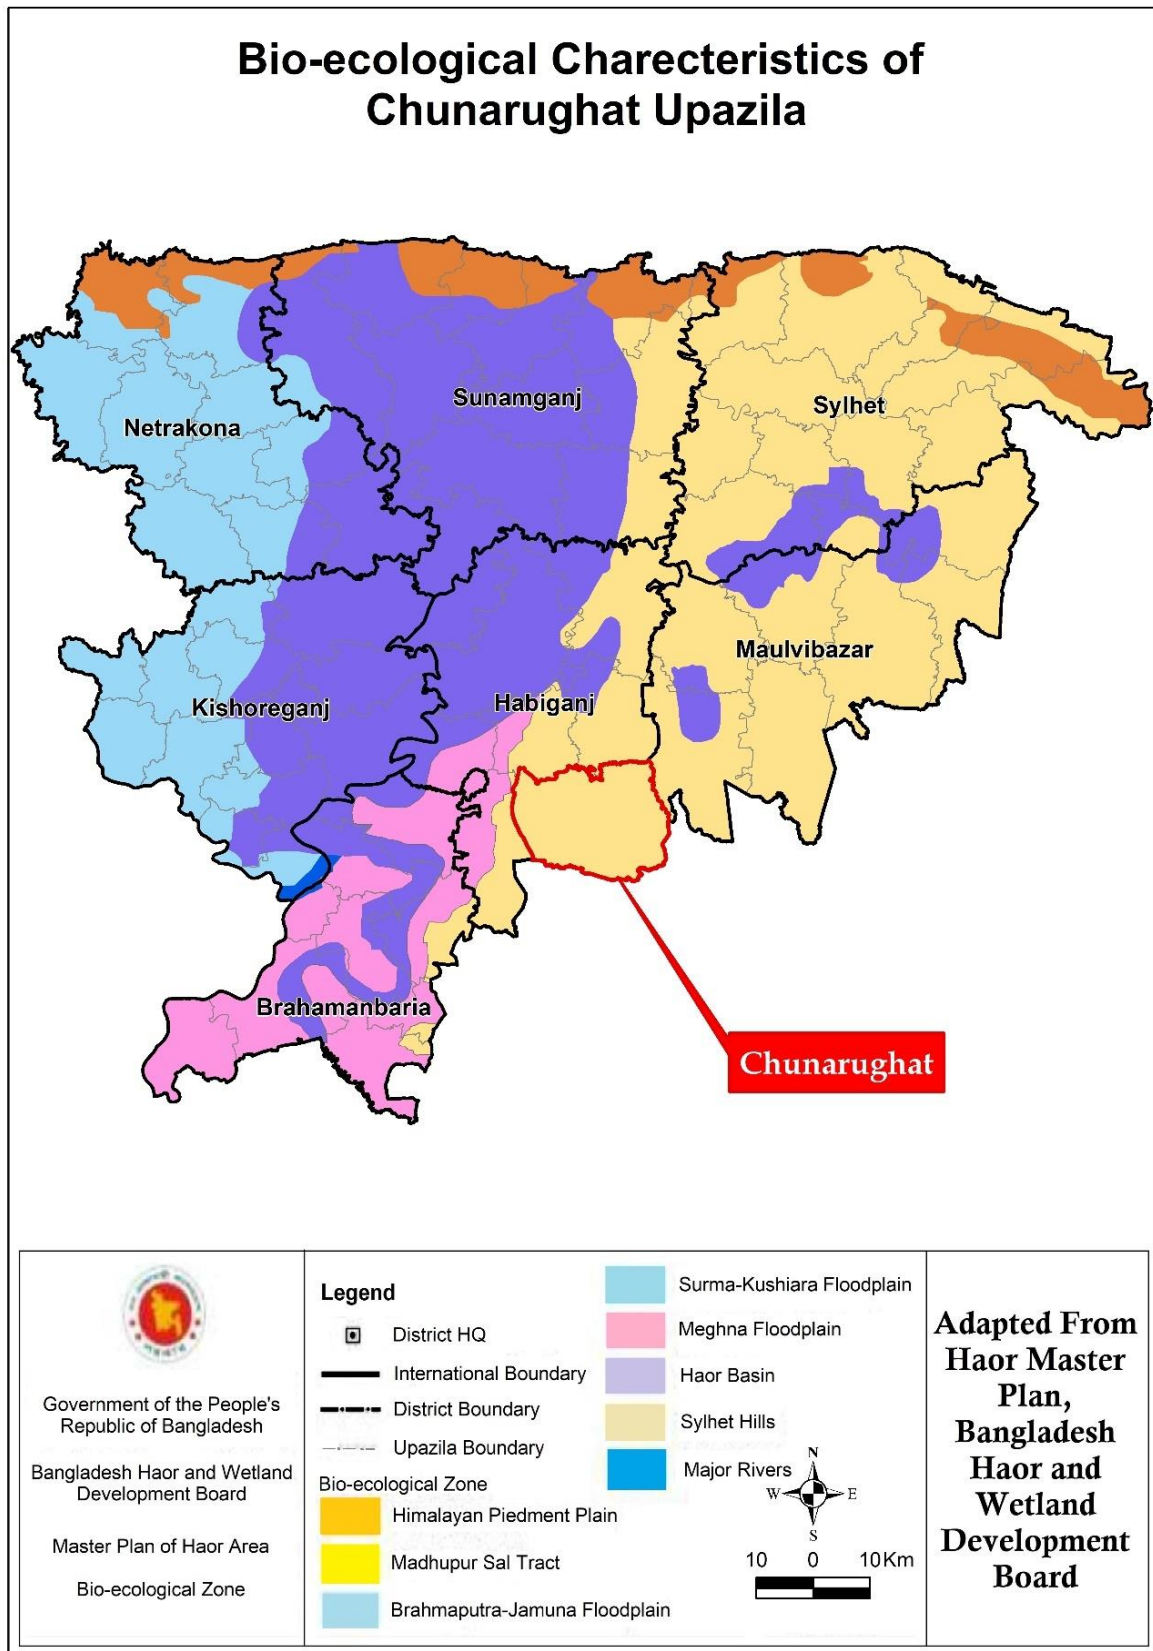 Bio-ecological Charecteristics of
Chunarughat Upazila
Sunamganj
Sylhet
Netrakona
Maulvibazar
Kishoreganj
Habiganj
Brahamanbaria
Chunarughat
Government of the People's
Republic of Bangladesh
Bangladesh Haor and Wetland
Development Board
Master Plan of Haor Area
Bio-ecological Zone
Legend
District HQ
International Boundary
District Boundary
Upazila Boundary
Bio-ecological Zone
Himalayan Piedment Plain
Madhupur Sal Tract
Brahmaputra-Jamuna Floodplain
Surma-Kushiara Floodplain
Meghna Floodplain
Haor Basin
Sylhet Hills
Major Rivers
N
W E
S
10 0 10Km
Adapted From
Haor Master
Plan,
Bangladesh
Haor and
Wetland
Development
Board